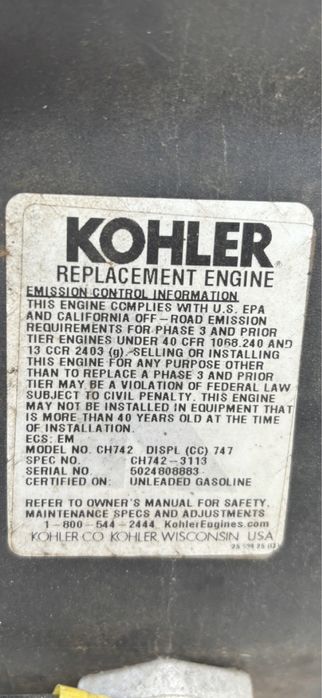 KOHLER®
REPLACEMENT ENGINE
EMISSION CONTROL INFORMATION
THIS ENGINE COMPLIES WITH U.S. EPA
AND CALIFORNIA OFF-ROAD EMISSION
REQUIREMENTS FOR PHASE 3 AND PRIOR
TIER ENGINES UNDER 40 CFR 1068.240 AND
13 CCR 2403 (g). SELLING OR INSTALLING
THIS ENGINE FOR ANY PURPOSE OTHER
THAN TO REPLACE A PHASE 3 AND PRIOR
TIER MAY BE A VIOLATION OF FEDERAL LAW
SUBJECT TO CIVIL PENALTY. THIS ENGINE
MAY NOT BE INSTALLED IN EQUIPMENT THAT
IS MORE THAN 40 YEARS OLD AT THE TIME
OF INSTALLATION.
ECS: EM
MODEL NO. CH742 DISPL (CC) 747
SPEC NO. CH742-3113
SERIAL NO. 5024808883
CERTIFIED ON: UNLEADED GASOLINE
REFER TO OWNER'S MANUAL FOR SAFETY,
MAINTENANCE SPECS AND ADJUSTMENTS
1-800-544-2444 KohlerEngines.com
KOHLER CO KOHLER WISCONSIN USA